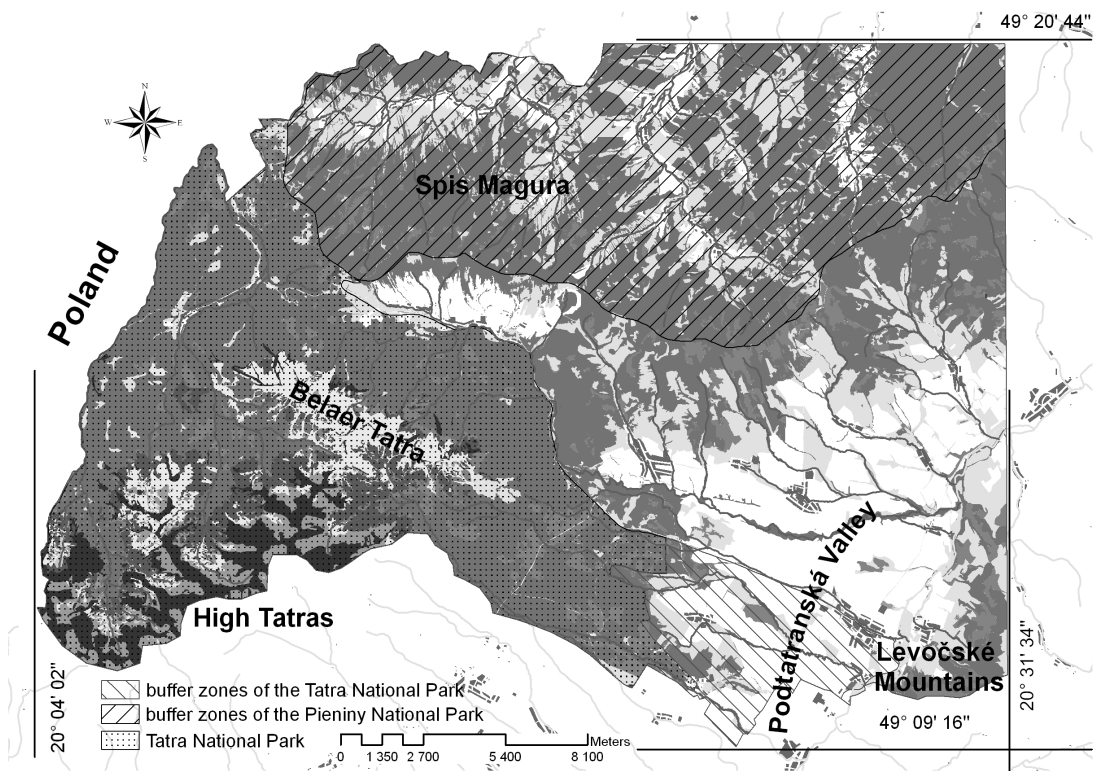 49° 20' 44"
N
W
E
S
Spis Magura
Poland
Belaer Tatra
Podtatranská Valley
High Tatras
Levočské
Mountains
20° 31' 34"
20° 04' 02"
49° 09' 16"
buffer zones of the Tatra National Park
buffer zones of the Pieniny National Park
Tatra National Park
Meters
0 1 350 2 700 5 400 8 100